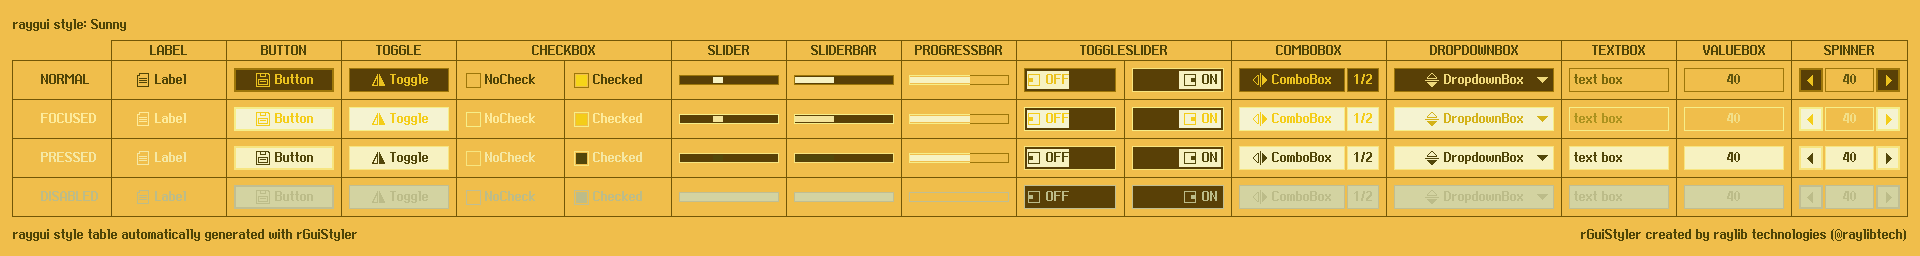 raygui style: Sunny
LABEL BUTTON TOGGLE CHECKBOX SLIDER SLIDERBAR PROGRESSBAR TOGGLESLIDER COMBOBOX DROPDOWNBOX TEXTBOX VALUEBOX SPINNER
NORMAL Label Button Toggle NoCheck Checked OFF ON ComboBox 1/2 DropdownBox text box 40 40
FOCUSED Label Button Toggle NoCheck Checked OFF ON ComboBox 1/2 DropdownBox text box 40 40
PRESSED Label Button Toggle NoCheck Checked OFF ON ComboBox 1/2 DropdownBox text box 40 40
DISABLED Label Button Toggle NoCheck Checked OFF ON ComboBox 1/2 DropdownBox text box 40 40
raygui style table automatically generated with rGuiStyler
rGuiStyler created by raylib technologies (@raylibtech)